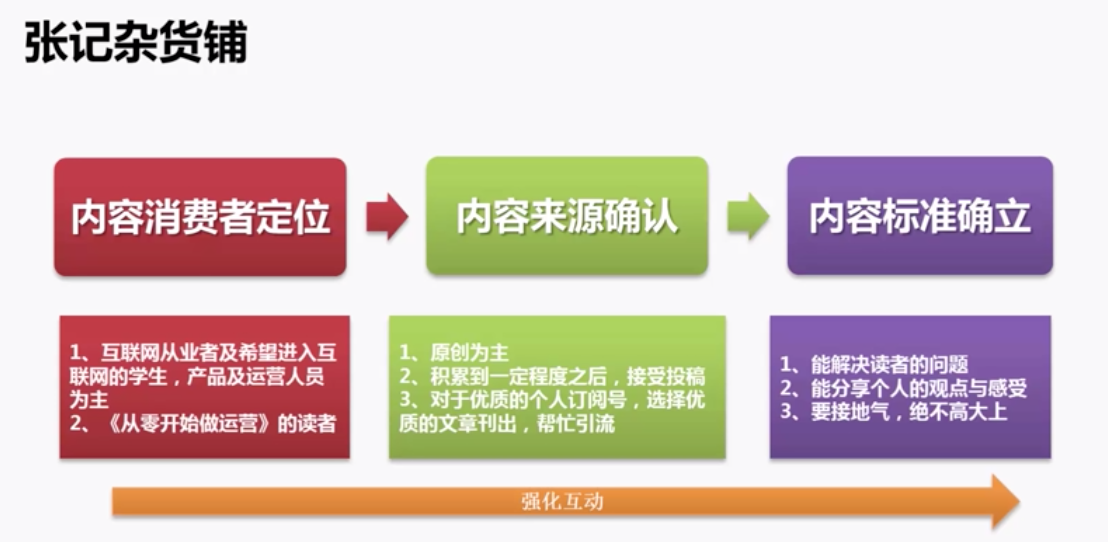 张记杂货铺
内容消费者定位
内容来源确认
内容标准确立
1、互联网从业者及希望进入互
联网的学生，产品及运营人员
为主
2、《从零开始做运营》的读者
1、原创为主
2、积累到一定程度之后，接受投稿
3、对于优质的个人订阅号，选择优
质的文章刊出，帮忙引流
1、能解决读者的问题
2、能分享个人的观点与感受
3、要接地气，绝不高大上
强化互动